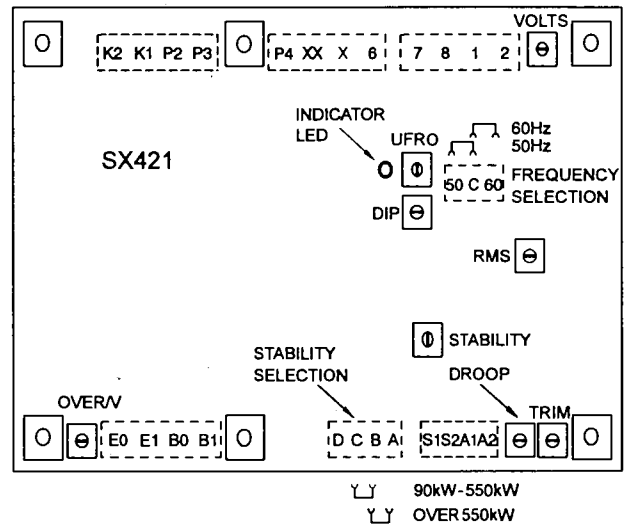 VOLTS
K2 K1 P2 P3
P4 XX X 6
7 8 1 2
INDICATOR
LED
UFRO
60Hz
50Hz
SX421
50 C 60
FREQUENCY
SELECTION
DIP
RMS
STABILITY
STABILITY
SELECTION
DROOP
OVER/V
TRIM
E0 E1 B0 B1
D C B A
S1S2A1A2
90kW-550kW
OVER 550kW